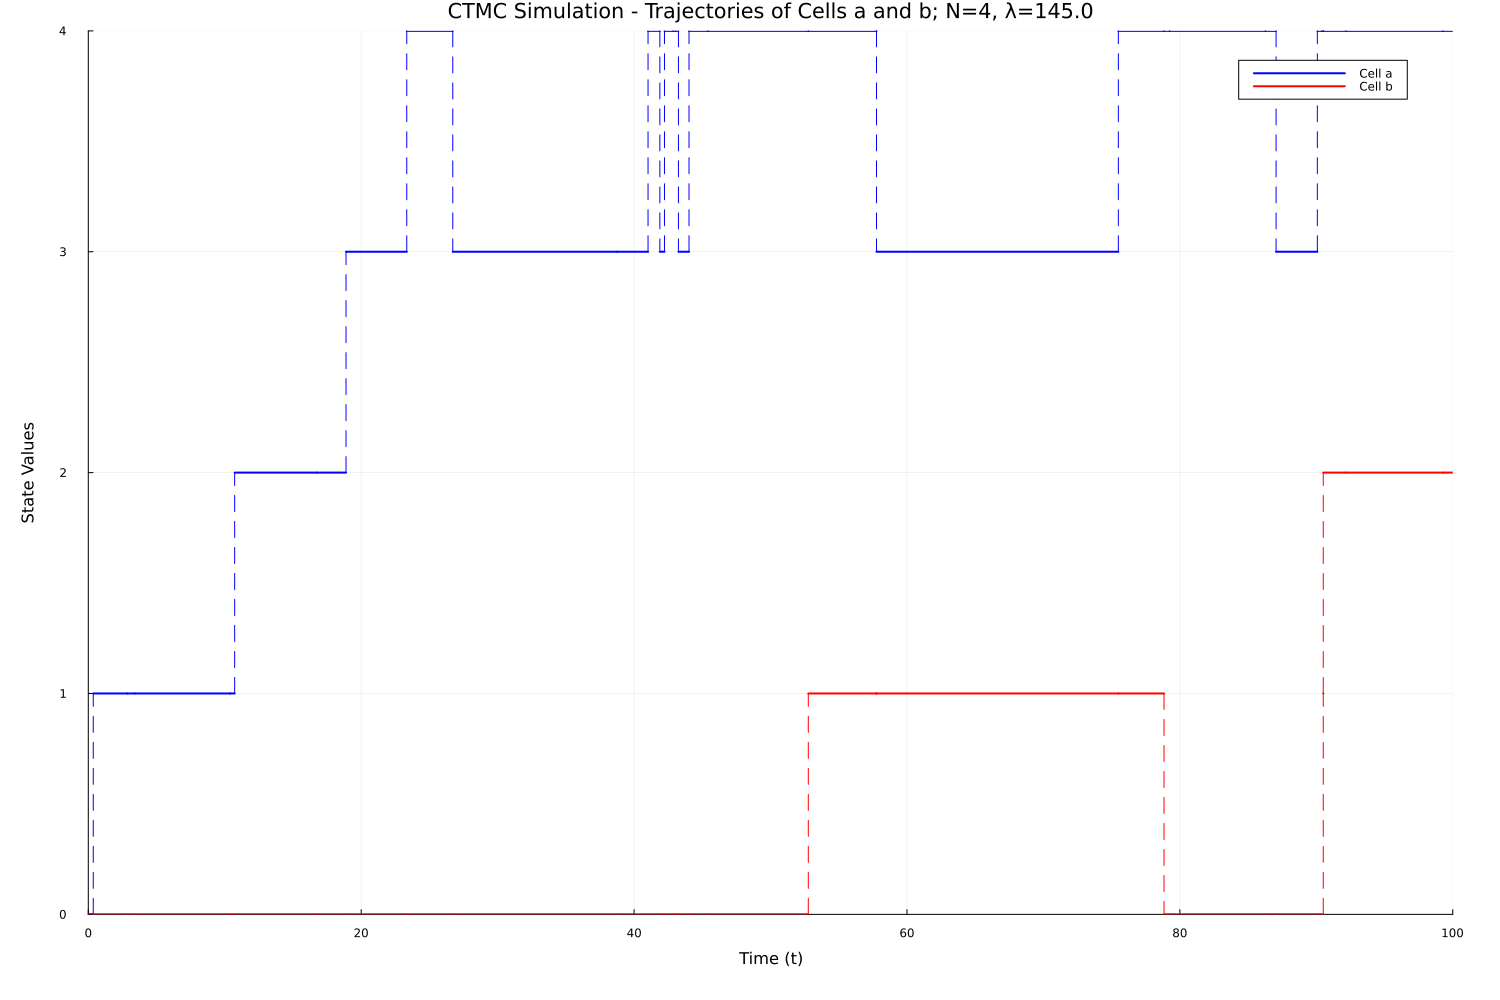 CTMC Simulation - Trajectories of Cells a and b; N=4, λ=145.0
4
Cell a
Cell b
3
State Values
2
1
0
0 20 40 60 80 100
Time (t)